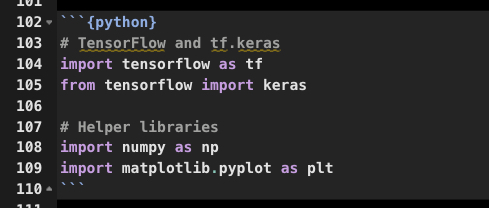 101
102 ```{python}
103 # TensorFlow and tf.keras
104 import tensorflow as tf
105 from tensorflow import keras
106
107 # Helper libraries
108 import numpy as np
109 import matplotlib.pyplot as plt
110 ```
111